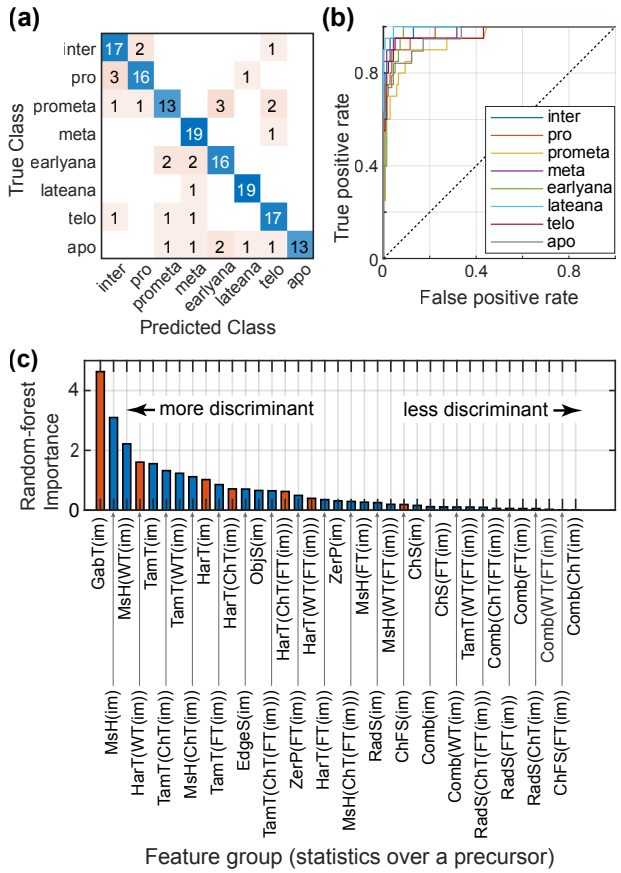 (a)
True Class
inter 17 2 1
pro 3 16 1
prometa 1 1 13 3 2
meta 19 1
earlyana 2 2 16
lateana 1 19
telo 1 1 1 17
apo 1 1 2 1 1 13
inter pro prometa meta earlyana lateana telo apo
Predicted Class
(b)
True positive rate
0.8
0.4
0
0 0.4 0.8
False positive rate
inter
pro
prometa
meta
earlyana
lateana
telo
apo
(c)
Random-forest
Importance
4
2
0
more discriminant
less discriminant
GabT(im)
MsH(WT(im))
TamT(im)
TamT(WT(im))
HarT(im)
HarT(ChT(im))
ObjS(im)
HarT(ChT(FT(im)))
HarT(WT(FT(im)))
ZerP(im)
MsH(FT(im))
MsH(WT(FT(im)))
ChS(im)
ChS(FT(im))
TamT(WT(FT(im)))
Comb(ChT(FT(im)))
Comb(FT(im))
Comb(WT(FT(im)))
Comb(ChT(im))
MsH(im)
HarT(WT(im))
TamT(ChT(im))
MsH(ChT(im))
TamT(FT(im))
EdgeS(im)
TamT(ChT(FT(im)))
ZerP(FT(im))
HarT(FT(im))
MsH(ChT(FT(im)))
RadS(im)
ChFS(im)
Comb(im)
Comb(WT(im))
RadS(ChT(FT(im)))
RadS(FT(im))
RadS(ChT(im))
ChFS(FT(im))
Feature group (statistics over a precursor)